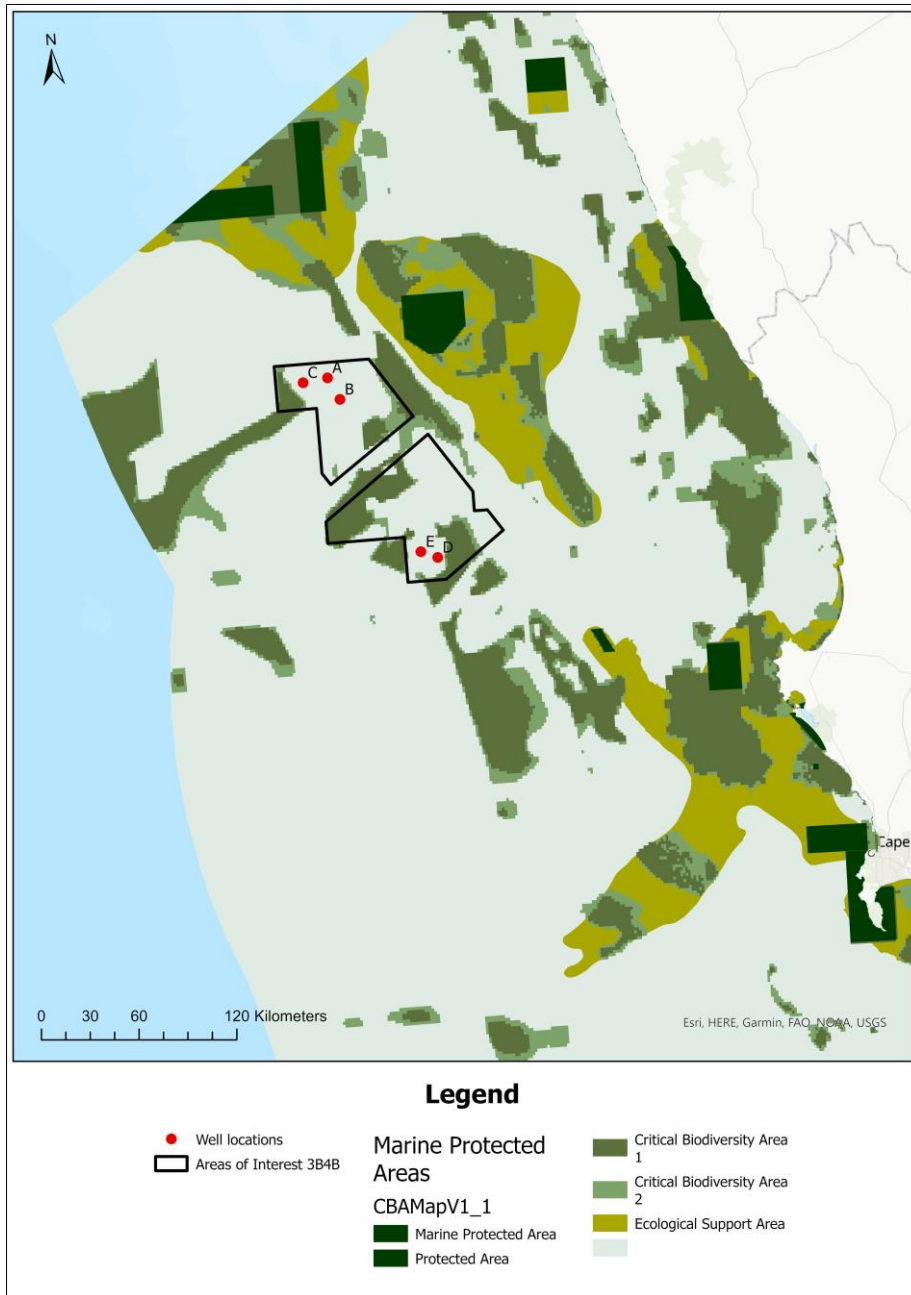 N
C
A
B
E
D
Cape
0 30 60 120 Kilometers
Esri, HERE, Garmin, FAO, NOAA, USGS
Legend
Well locations
Areas of Interest 3B4B
Marine Protected
Areas
CBAMapV1_1
Marine Protected Area
Protected Area
Critical Biodiversity Area
1
Critical Biodiversity Area
2
Ecological Support Area